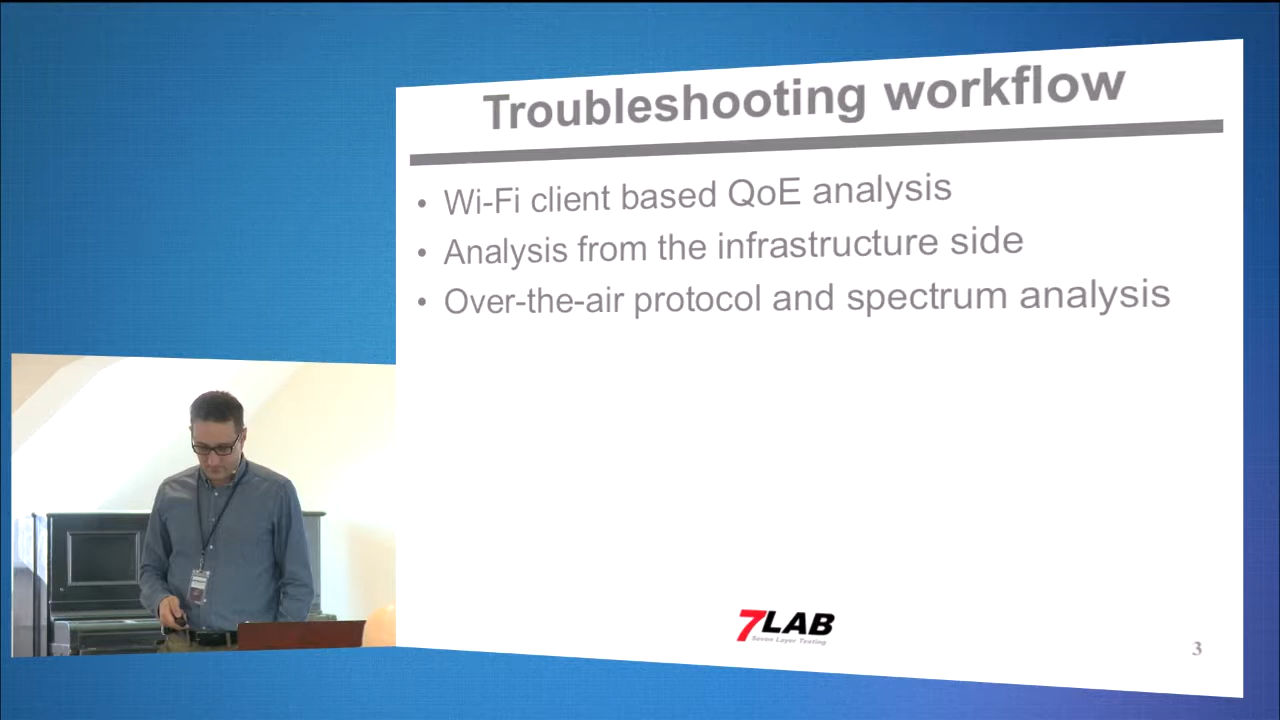 Troubleshooting workflow
• Wi-Fi client based QoE analysis
• Analysis from the infrastructure side
• Over-the-air protocol and spectrum analysis
7LAB
Seven Layer Testing
3